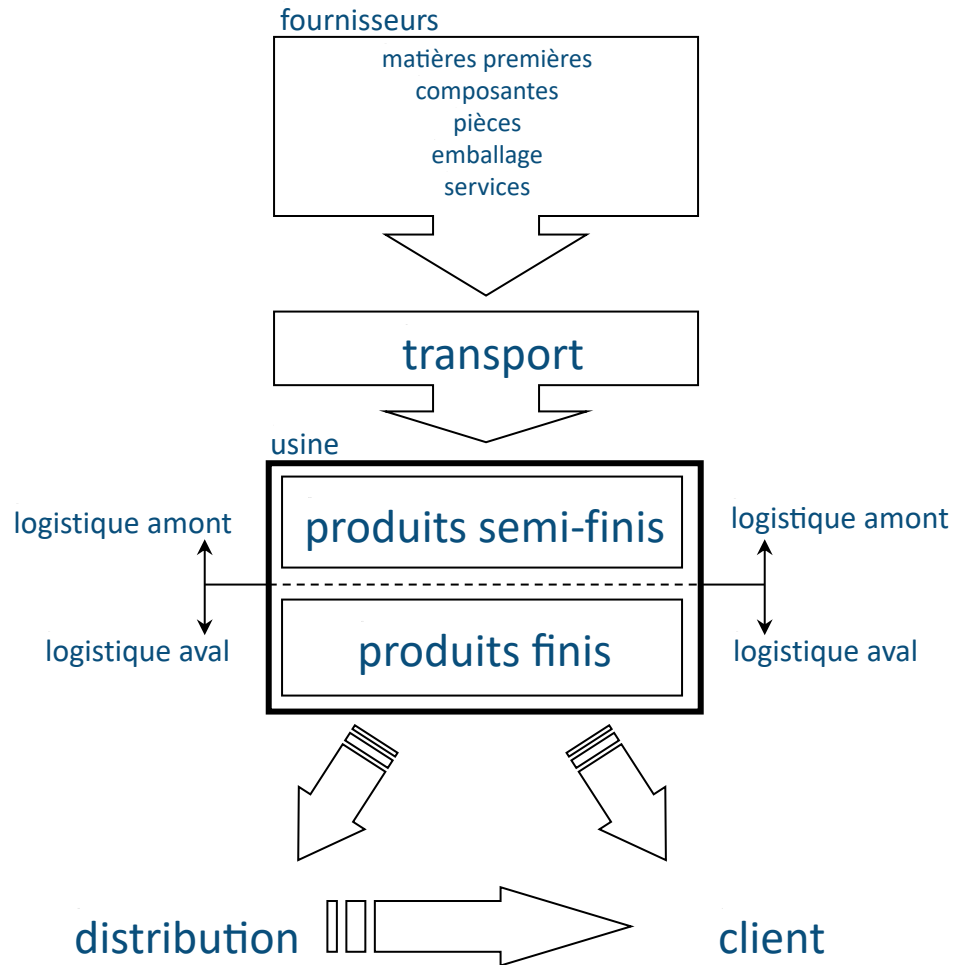 fournisseurs
matières premières
composantes
pièces
emballage
services
transport
usine
logistique amont
produits semi-finis
logistique amont
logistique aval
produits finis
logistique aval
distribution
client